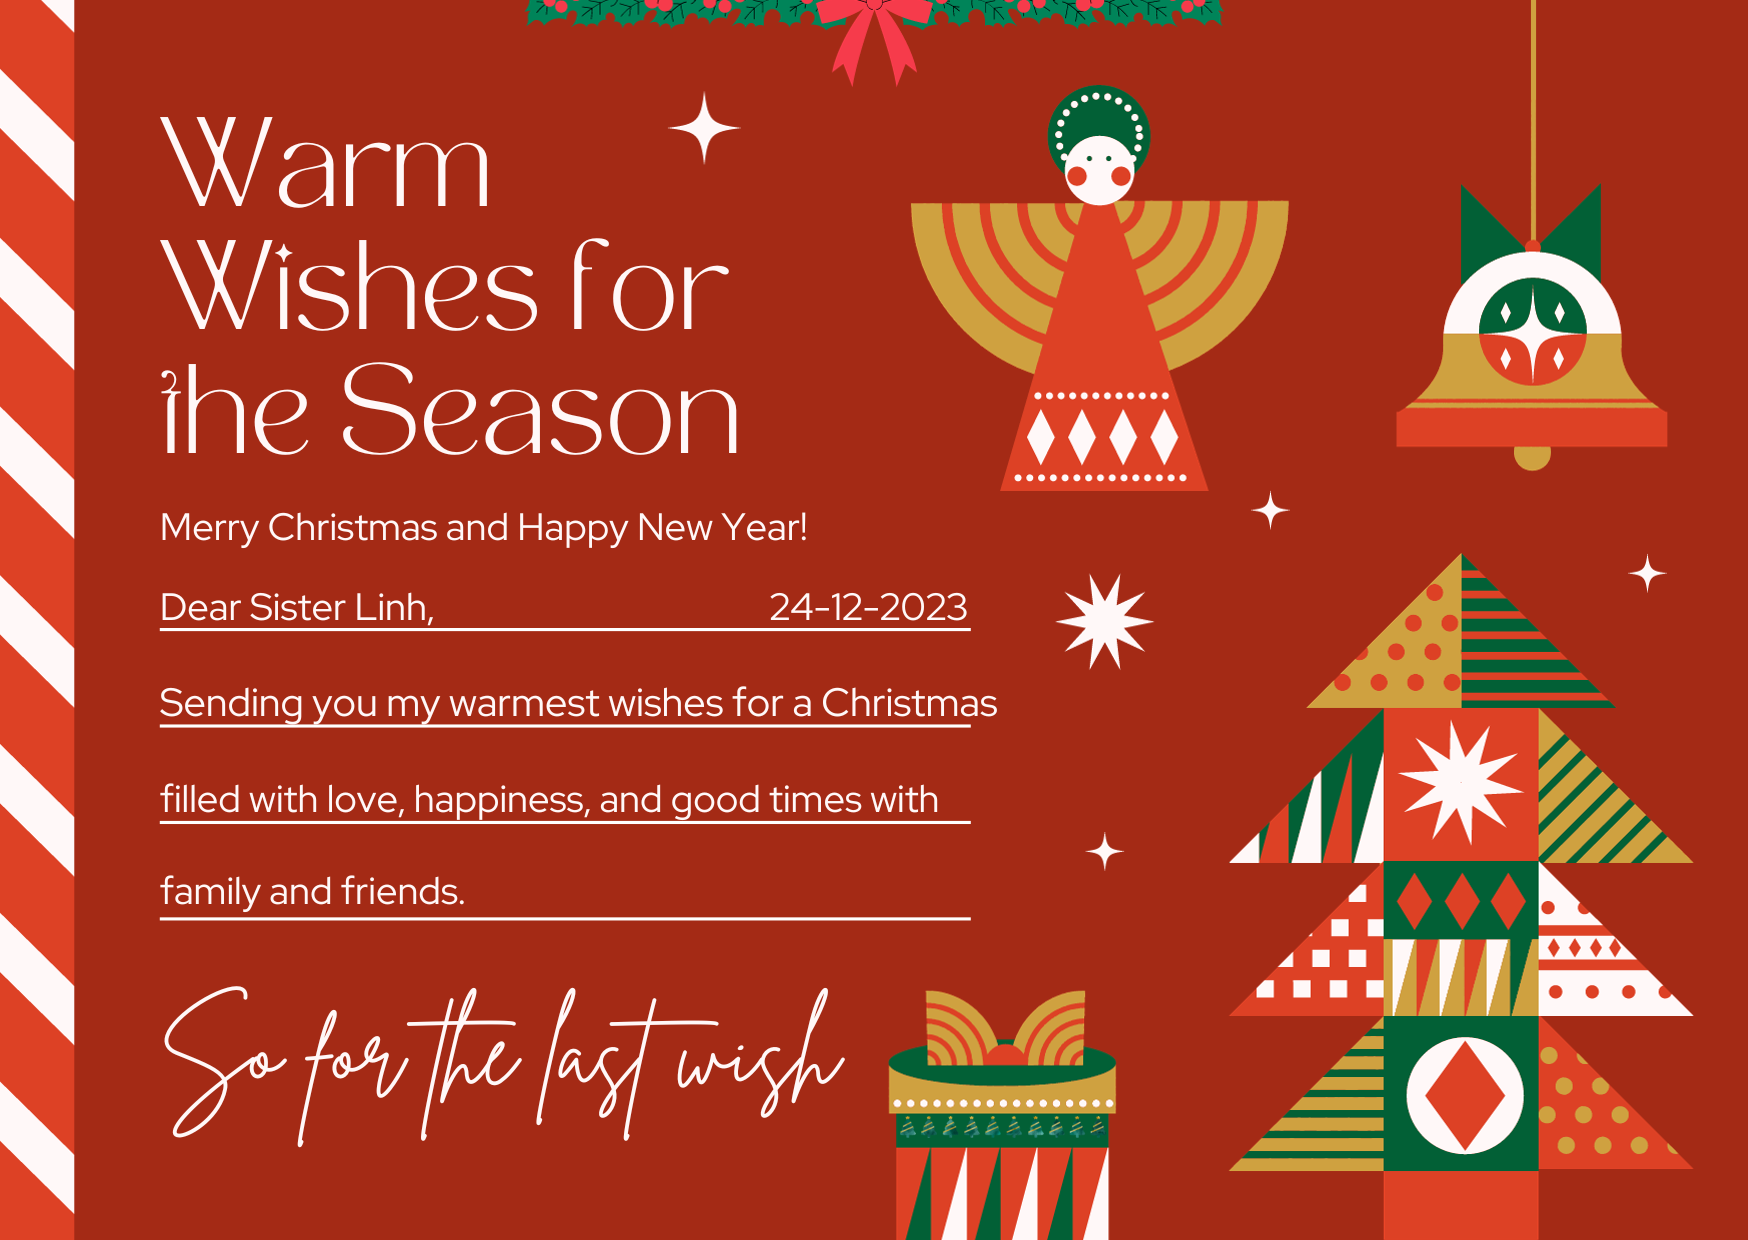 Warm
Wishes for
the Season
Merry Christmas and Happy New Year!
Dear Sister Linh, 24-12-2023
Sending you my warmest wishes for a Christmas
filled with love, happiness, and good times with
family and friends.
So for the last wish